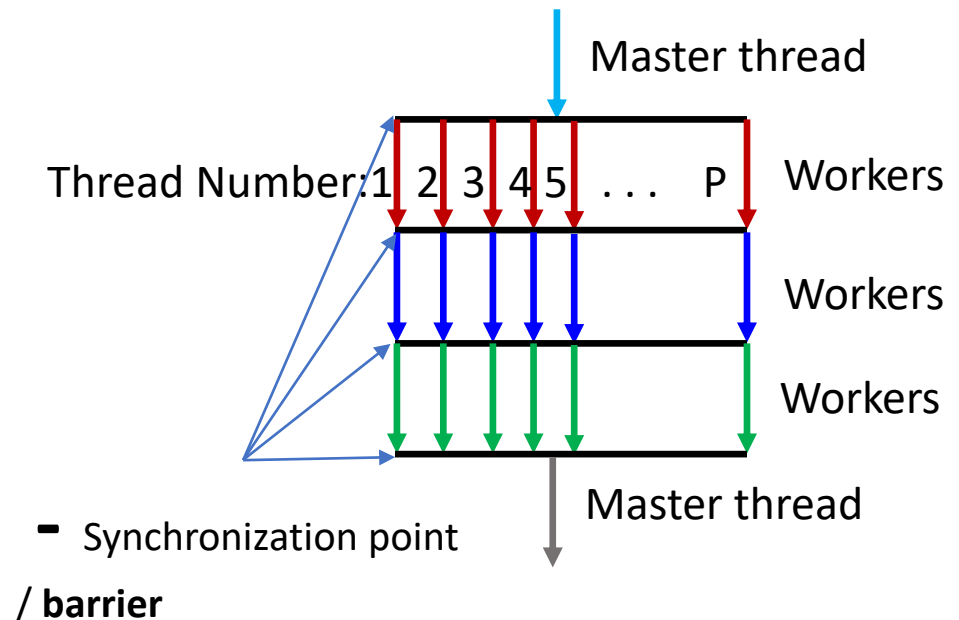 Master thread
Thread Number:1 2 3 4 5 . . . P Workers
Workers
Workers
Master thread
- Synchronization point
/ barrier